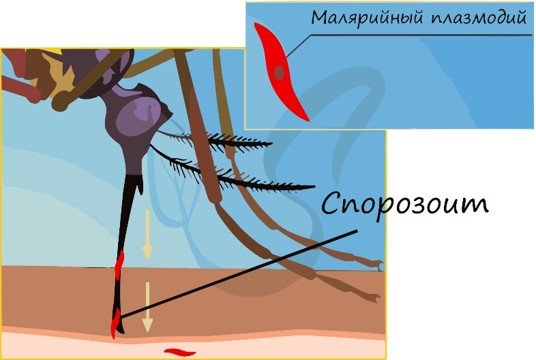 Малярийный плазмодий
Спорозоит